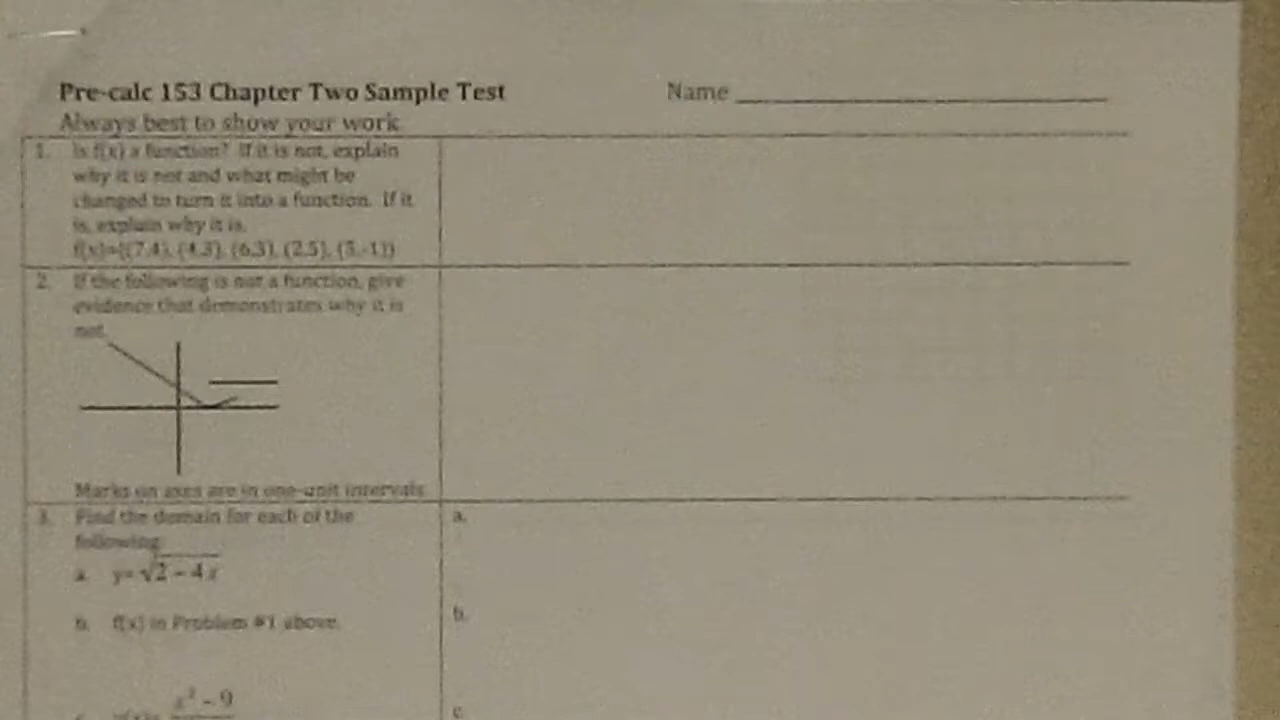 Pre-calc 153 Chapter Two Sample Test
Name
Always best to show your work
1. Is f(x) a function? If it is not, explain
why it is not and what might be
changed to turn it into a function. If it
is, explain why it is.
f(x)={(7,4), (4,3), (6,3), (2,5), (3,-1)}
2. If the following is not a function, give
evidence that demonstrates why it is
not.
Marks on axes are in one-unit intervals
3. Find the domain for each of the
following.
a. y=√2 – 4x
b. f(x) in Problem #1 above.
c. x² – 9
a.
b.
c.